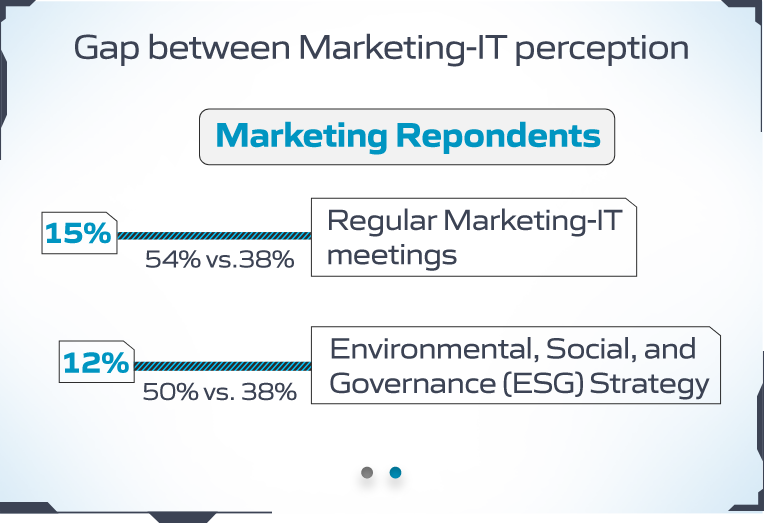 Gap between Marketing-IT perception
Marketing Repondents
15%
54% vs.38%
Regular Marketing-IT
meetings
12%
50% vs. 38%
Environmental, Social, and
Governance (ESG) Strategy